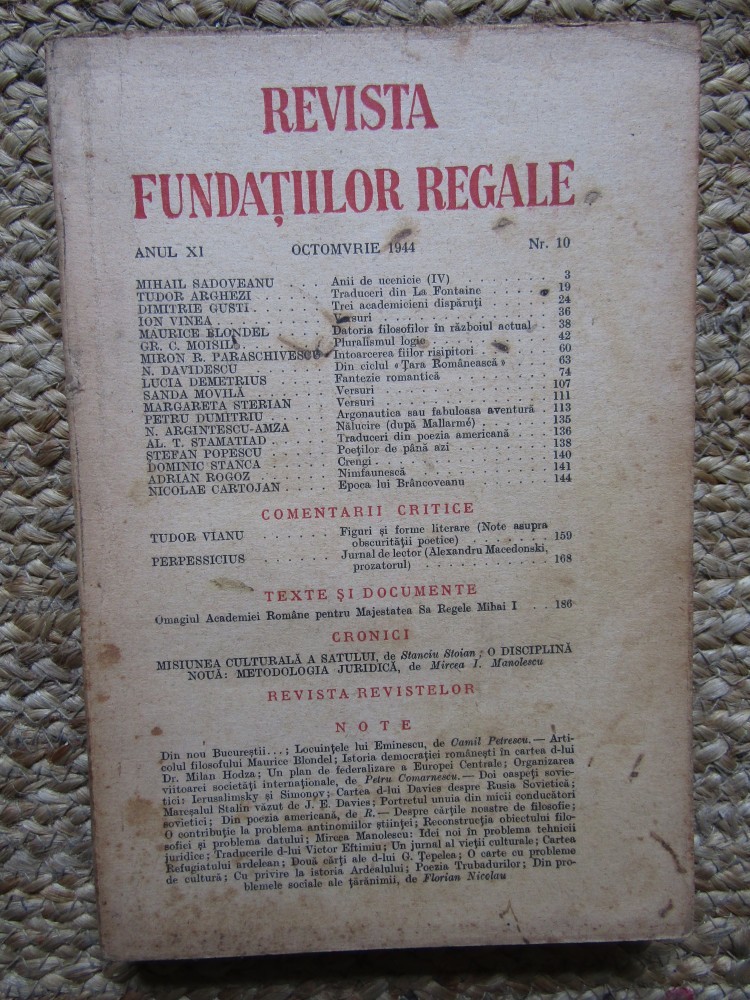 REVISTA
FUNDAȚIILOR REGALE
ANUL XI OCTOMVRIE 1944 Nr. 10
MIHAIL SADOVEANU . . . . Anii de ucenicie (IV) . . . . 3
TUDOR ARGHEZI . . . . Traduceri din La Fontaine . . . . 19
DIMITRIE GUSTI . . . . Trei academicieni dispăruți . . . . 24
ION VINEA . . . . Versuri . . . . 36
MAURICE BLONDEL . . . . Datoria filosofilor în războiul actual . 38
GR. C. MOISIL . . . . Pluralismul logic . . . . 42
MIRON R. PARASCHIVESCU Intoarcerea fiilor risipitori . . . . 60
N. DAVIDESCU . . . . Din ciclul «Țara Românească» . . . . 63
LUCIA DEMETRIUS . . . . Fantezie romantică . . . . 74
SANDA MOVILĂ . . . . Versuri . . . . 107
MARGARETA STERIAN . . . . Versuri . . . . 111
PETRU DUMITRIU . . . . Argonautica sau fabuloasa aventură . 113
N. ARGINTESCU-AMZA . . . . Nălucire (după Mallarmé) . . . . 135
AL. T. STAMATIAD . . . . Traduceri din poezia americană . . . . 136
ȘTEFAN POPESCU . . . . Poeților de până azi . . . . 138
DOMINIC STANCA . . . . Crengi . . . . 140
ADRIAN ROGOZ . . . . Nimfaunească . . . . 141
NICOLAE CARTOJAN . . . . Epoca lui Brâncoveanu . . . . 144
COMENTARII CRITICE
TUDOR VIANU . . . . Figuri și forme literare (Note asupra
obscurității poetice) . . . . 159
PERPESSICIUS . . . . Jurnal de lector (Alexandru Macedonski,
prozatorul) . . . . 168
TEXTE ȘI DOCUMENTE
Omagiul Academiei Române pentru Majestatea Sa Regele Mihai I . . 186
CRONICI
MISIUNEA CULTURALĂ A SATULUI, de Stanciu Stoian; O DISCIPLINĂ
NOUĂ: METODOLOGIA JURIDICĂ, de Mircea I. Manolescu
REVISTA REVISTELOR
NOTE
Din nou Bucureștii...; Locuințele lui Eminescu, de Camil Petrescu.— Arti-
colul filosofului Maurice Blondel; Istoria democrației românești în cartea d-lui
Dr. Milan Hodza; Un plan de federalizare a Europei Centrale; Organizarea
viitoarei societăți internaționale, de Petru Comarnescu.— Doi oaspeți sovie-
tici: Ierusalimsky și Simonov; Cartea d-lui Davies despre Rusia Sovietică;
Mareșalul Stalin văzut de J. E. Davies; Portretul unuia din micii conducători
sovietici; Din poezia americană, de R.— Despre cărțile noastre de filosofie;
O contribuție la problema antinomiilor științei; Reconstrucția obiectului filo-
sofic și problema datului; Mircea Manolescu: Idei noi în problema tehnicii
juridice; Traducerile d-lui Victor Eftimiu; Un jurnal al vieții culturale; Cartea
Refugiatului ardelean; Două cărți ale d-lui G. Țepelea; O carte cu probleme
de cultură; Cu privire la istoria Ardealului; Poezia Trubadurilor; Din pro-
blemele sociale ale țărănimii, de Florian Nicolau